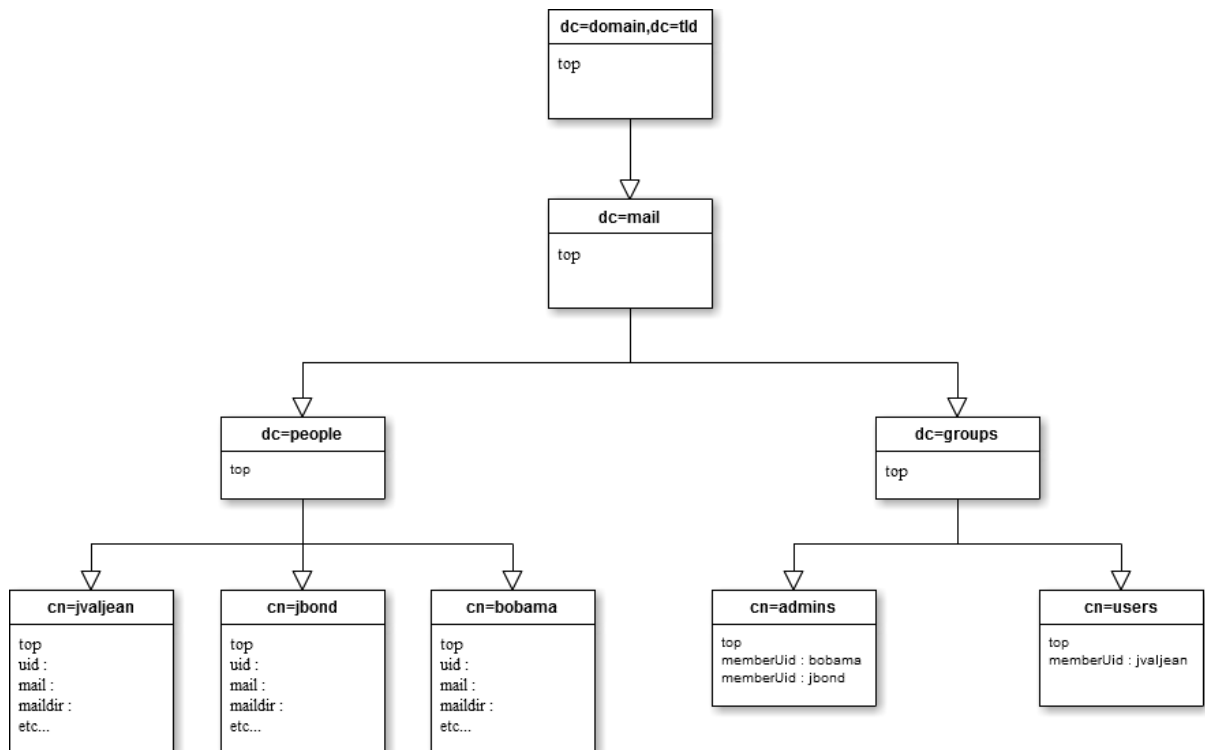 dc=domain,dc=tld
top
dc=mail
top
dc=people
top
dc=groups
top
cn=jvaljean
top
uid :
mail :
maildir :
etc...
cn=jbond
top
uid :
mail :
maildir :
etc...
cn=bobama
top
uid :
mail :
maildir :
etc...
cn=admins
top
memberUid : bobama
memberUid : jbond
cn=users
top
memberUid : jvaljean